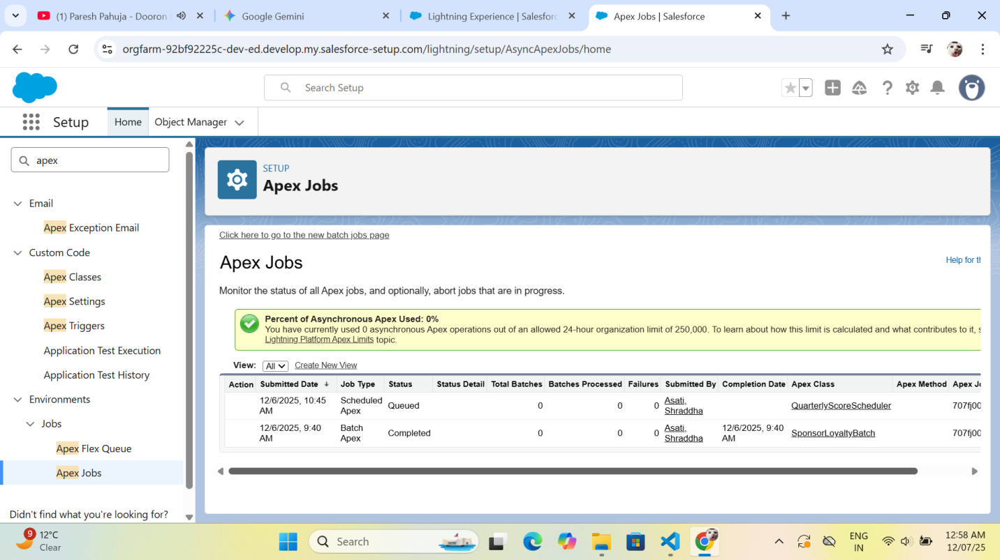 (1) Paresh Pahuja - Dooron
Google Gemini
Lightning Experience | Salesforc
Apex Jobs | Salesforce
orgfarm-92bf92225c-dev-ed.develop.my.salesforce-setup.com/lightning/setup/AsyncApexJobs/home
Search Setup
Setup
Home
Object Manager
apex
Email
Apex Exception Email
Custom Code
Apex Classes
Apex Settings
Apex Triggers
Application Test Execution
Application Test History
Environments
Jobs
Apex Flex Queue
Apex Jobs
Didn't find what you're looking for?
SETUP
Apex Jobs
Click here to go to the new batch jobs page
Apex Jobs
Help for th
Monitor the status of all Apex jobs, and optionally, abort jobs that are in progress.
Percent of Asynchronous Apex Used: 0%
You have currently used 0 asynchronous Apex operations out of an allowed 24-hour organization limit of 250,000. To learn about how this limit is calculated and what contributes to it, s
Lightning Platform Apex Limits topic.
View: All Create New View
Action Submitted Date Job Type Status Status Detail Total Batches Batches Processed Failures Submitted By Completion Date Apex Class Apex Method Apex Jo
12/6/2025, 10:45 AM Scheduled Apex Queued 0 0 0 Asati, Shraddha QuarterlyScoreScheduler 707fj00
12/6/2025, 9:40 AM Batch Apex Completed 0 0 0 Asati, Shraddha 12/6/2025, 9:40 AM SponsorLoyaltyBatch 707fj00
9
12°C
Clear
Search
ENG
IN
12:58 AM
12/07/25